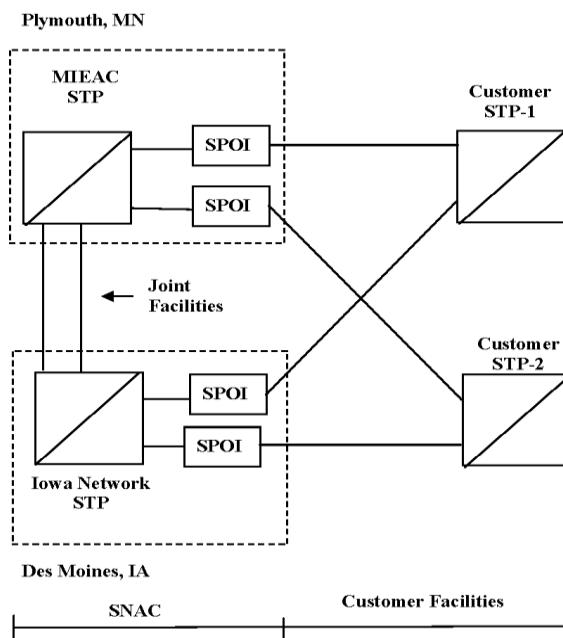 Plymouth, MN
MIEAC
STP
SPOI
SPOI
Customer
STP-1
Joint
Facilities
Customer
STP-2
SPOI
SPOI
Iowa Network
STP
Des Moines, IA
SNAC
Customer Facilities